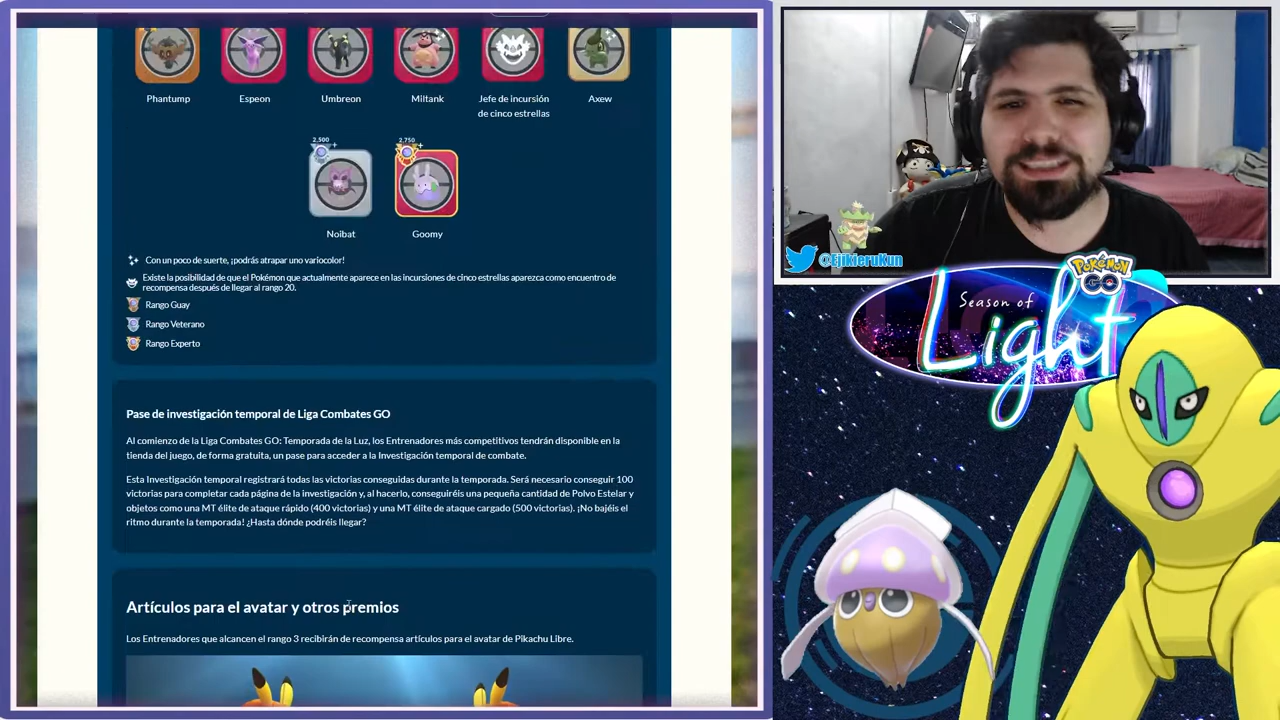 Phantump
Espeon
Umbreon
Miltank
Jefe de incursión
de cinco estrellas
Axew
2,500
2,750
Noibat
Goomy
Con un poco de suerte, ¡podrás atrapar uno variocolor!
Existe la posibilidad de que el Pokémon que actualmente aparece en las incursiones de cinco estrellas aparezca como encuentro de
recompensa después de llegar al rango 20.
Rango Guay
Rango Veterano
Rango Experto
Pase de investigación temporal de Liga Combates GO
Al comienzo de la Liga Combates GO: Temporada de la Luz, los Entrenadores más competitivos tendrán disponible en la
tienda del juego, de forma gratuita, un pase para acceder a la Investigación temporal de combate.
Esta Investigación temporal registrará todas las victorias conseguidas durante la temporada. Será necesario conseguir 100
victorias para completar cada página de la investigación y, al hacerlo, conseguiréis una pequeña cantidad de Polvo Estelar y
objetos como una MT élite de ataque rápido (400 victorias) y una MT élite de ataque cargado (500 victorias). ¡No bajéis el
ritmo durante la temporada! ¿Hasta dónde podréis llegar?
Artículos para el avatar y otros premios
Los Entrenadores que alcancen el rango 3 recibirán de recompensa artículos para el avatar de Pikachu Libre.
@EjikieruKun
Pokémon
GO
Season of
Light